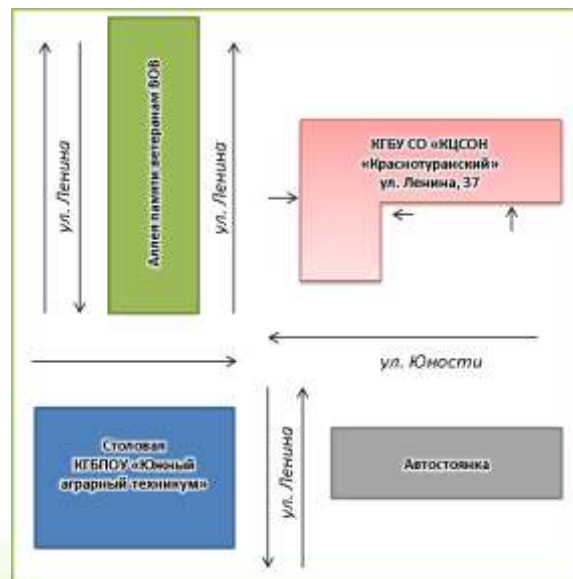 ул. Ленина
Аллея памяти ветеранам ВОВ
ул. Ленина
КГБУ СО «КЦСОН
«Краснотуранский»
ул. Ленина, 37
ул. Юности
Столовая
КГБПОУ «Южный
аграрный техникум»
ул. Ленина
Автостоянка